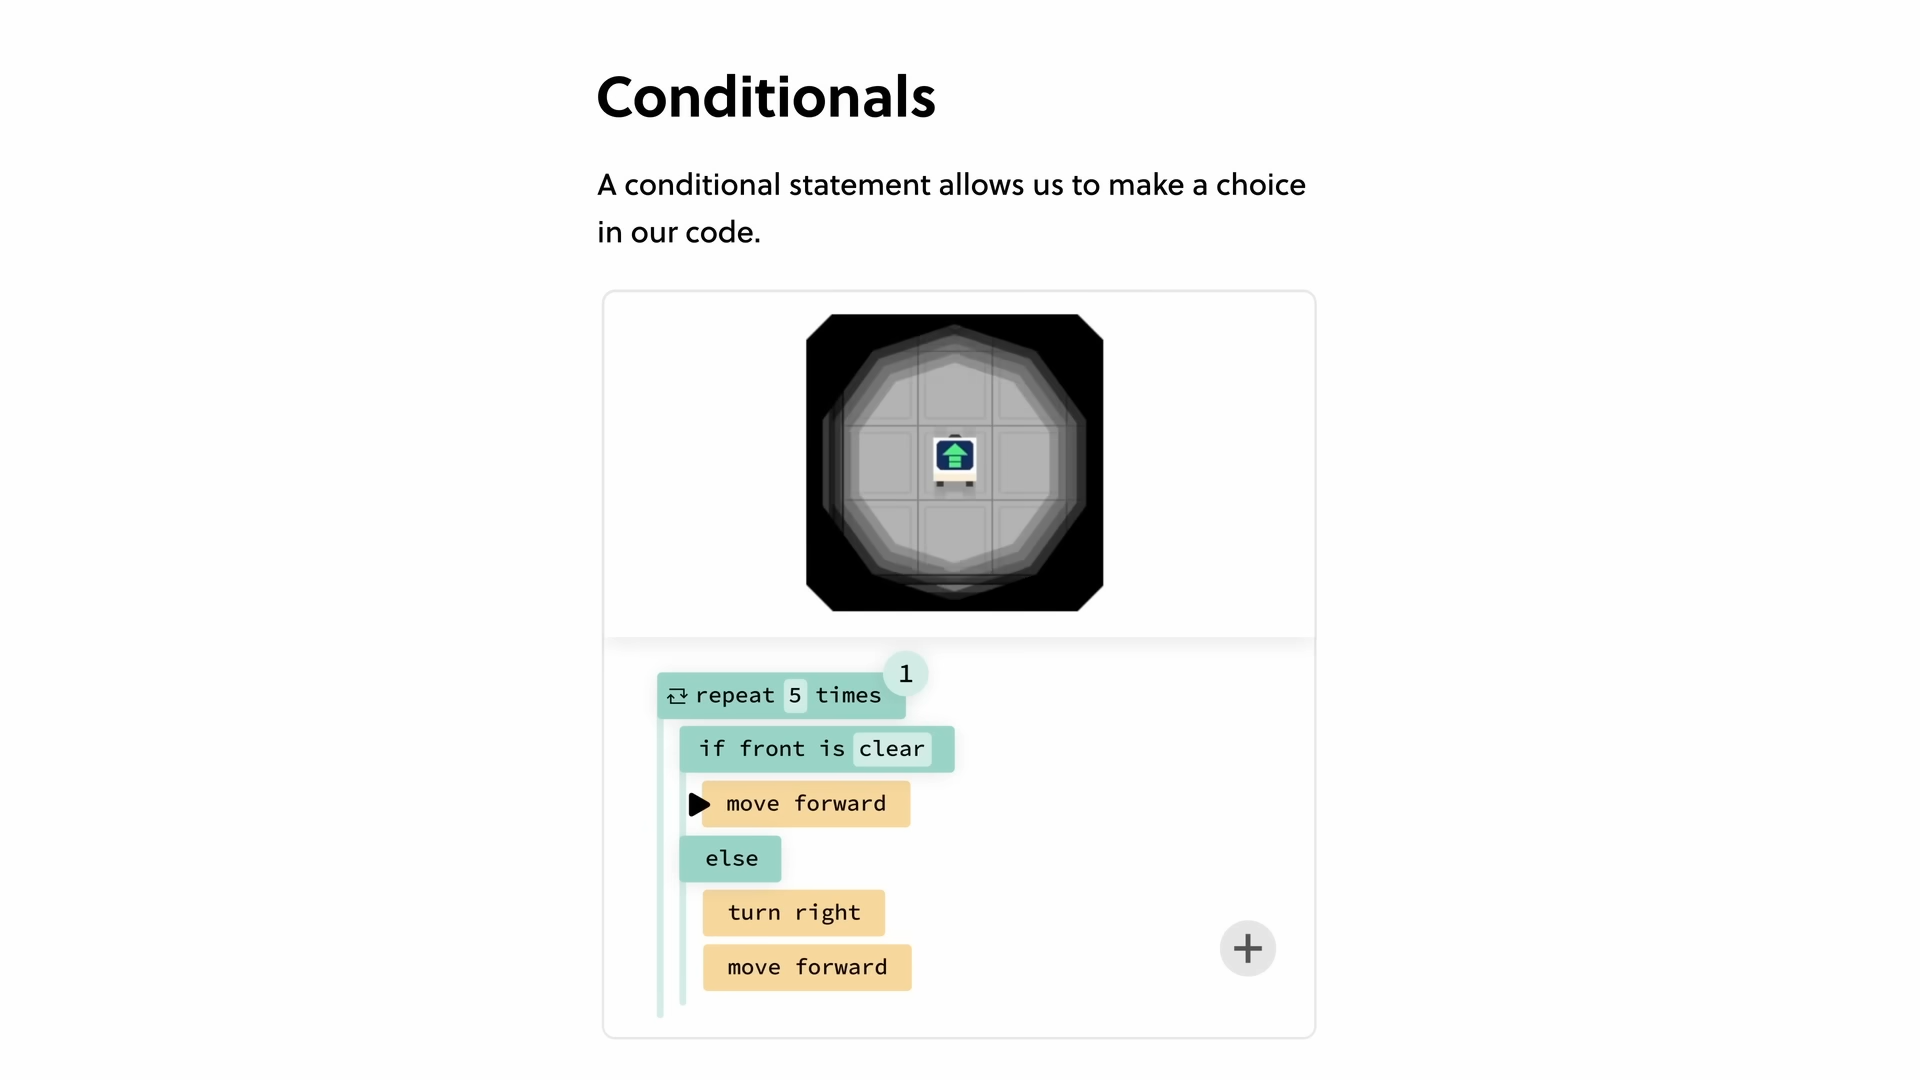 Conditionals
A conditional statement allows us to make a choice
in our code.
1
repeat 5 times
if front is clear
move forward
else
turn right
move forward